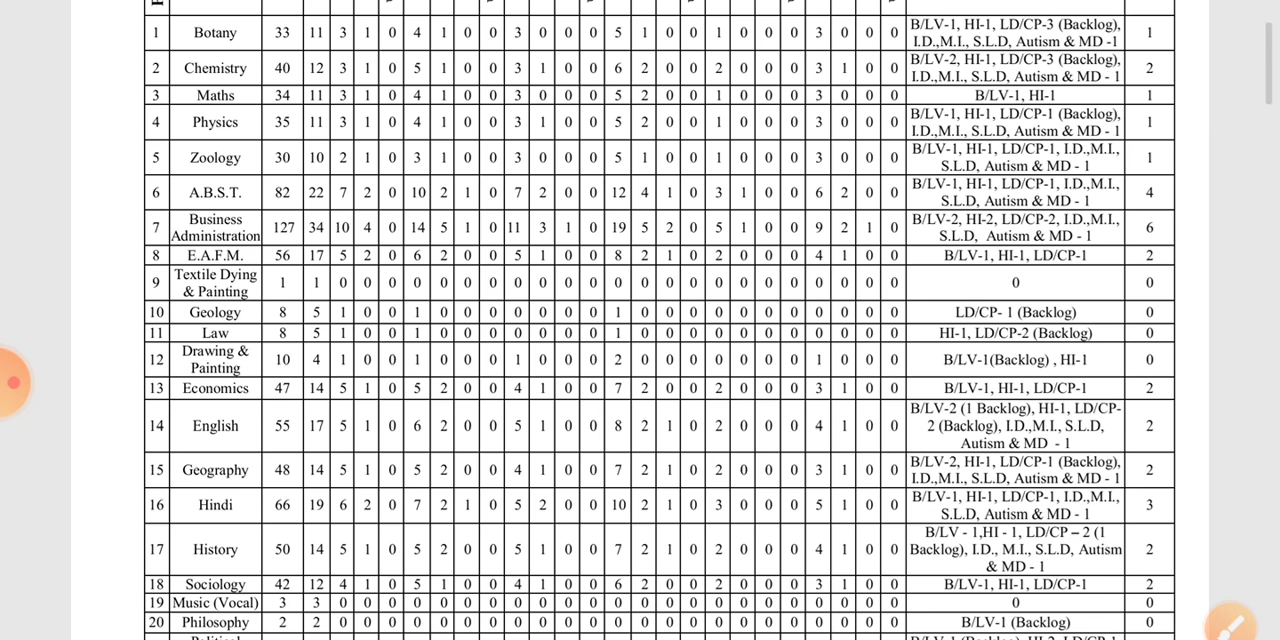 1 Botany 33 11 3 1 0 4 1 0 0 3 0 0 0 5 1 0 0 1 0 0 0 3 0 0 0 B/LV-1, HI-1, LD/CP-3 (Backlog), 1
I.D.,M.I., S.L.D, Autism & MD -1
2 Chemistry 40 12 3 1 0 5 1 0 0 3 1 0 0 6 2 0 0 2 0 0 0 3 1 0 0 B/LV-2, HI-1, LD/CP-3 (Backlog), 2
I.D.,M.I., S.L.D, Autism & MD - 1
3 Maths 34 11 3 1 0 4 1 0 0 3 0 0 0 5 2 0 0 1 0 0 0 3 0 0 0 B/LV-1, HI-1 1
4 Physics 35 11 3 1 0 4 1 0 0 3 1 0 0 5 2 0 0 1 0 0 0 3 0 0 0 B/LV-1, HI-1, LD/CP-1 (Backlog), 1
I.D.,M.I., S.L.D, Autism & MD - 1
5 Zoology 30 10 2 1 0 3 1 0 0 3 0 0 0 5 1 0 0 1 0 0 0 3 0 0 0 B/LV-1, HI-1, LD/CP-1, I.D.,M.I., 1
S.L.D, Autism & MD - 1
6 A.B.S.T. 82 22 7 2 0 10 2 1 0 7 2 0 0 12 4 1 0 3 1 0 0 6 2 0 0 B/LV-1, HI-1, LD/CP-1, I.D.,M.I., 4
S.L.D, Autism & MD - 1
7 Business 127 34 10 4 0 14 5 1 0 11 3 1 0 19 5 2 0 5 1 0 0 9 2 1 0 B/LV-2, HI-2, LD/CP-2, I.D.,M.I., 6
Administration S.L.D, Autism & MD - 1
8 E.A.F.M. 56 17 5 2 0 6 2 0 0 5 1 0 0 8 2 1 0 2 0 0 0 4 1 0 0 B/LV-1, HI-1, LD/CP-1 2
9 Textile Dying 1 1 0 0 0 0 0 0 0 0 0 0 0 0 0 0 0 0 0 0 0 0 0 0 0 0 0
& Painting
10 Geology 8 5 1 0 0 1 0 0 0 0 0 0 0 1 0 0 0 0 0 0 0 0 0 0 0 LD/CP- 1 (Backlog) 0
11 Law 8 5 1 0 0 1 0 0 0 0 0 0 0 1 0 0 0 0 0 0 0 0 0 0 0 HI-1, LD/CP-2 (Backlog) 0
12 Drawing & 10 4 1 0 0 1 0 0 0 1 0 0 0 2 0 0 0 0 0 0 0 1 0 0 0 B/LV-1(Backlog) , HI-1 0
Painting
13 Economics 47 14 5 1 0 5 2 0 0 4 1 0 0 7 2 0 0 2 0 0 0 3 1 0 0 B/LV-1, HI-1, LD/CP-1 2
B/LV-2 (1 Backlog), HI-1, LD/CP-
14 English 55 17 5 1 0 6 2 0 0 5 1 0 0 8 2 1 0 2 0 0 0 4 1 0 0 2 (Backlog), I.D.,M.I., S.L.D, 2
Autism & MD - 1
15 Geography 48 14 5 1 0 5 2 0 0 4 1 0 0 7 2 1 0 2 0 0 0 3 1 0 0 B/LV-2, HI-1, LD/CP-1 (Backlog), 2
I.D.,M.I., S.L.D, Autism & MD - 1
16 Hindi 66 19 6 2 0 7 2 1 0 5 2 0 0 10 2 1 0 3 0 0 0 5 1 0 0 B/LV-1, HI-1, LD/CP-1, I.D.,M.I., 3
S.L.D, Autism & MD - 1
B/LV - 1,HI - 1, LD/CP – 2 (1
17 History 50 14 5 1 0 5 2 0 0 5 1 0 0 7 2 1 0 2 0 0 0 4 1 0 0 Backlog), I.D., M.I., S.L.D, Autism 2
& MD - 1
18 Sociology 42 12 4 1 0 5 1 0 0 4 1 0 0 6 2 0 0 2 0 0 0 3 1 0 0 B/LV-1, HI-1, LD/CP-1 2
19 Music (Vocal) 3 3 0 0 0 0 0 0 0 0 0 0 0 0 0 0 0 0 0 0 0 0 0 0 0 0 0
20 Philosophy 2 2 0 0 0 0 0 0 0 0 0 0 0 0 0 0 0 0 0 0 0 0 0 0 0 B/LV-1 (Backlog) 0